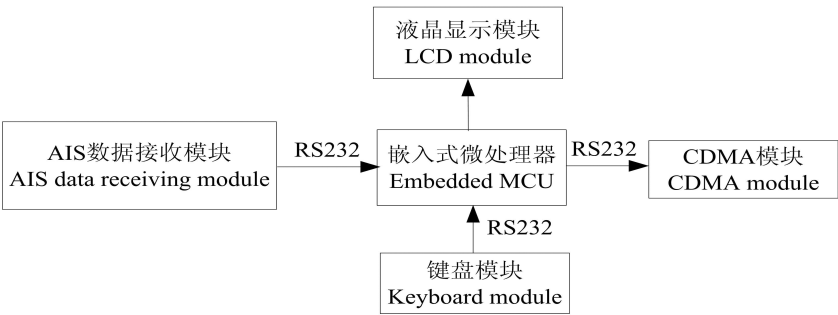 液晶显示模块
LCD module
AIS数据接收模块
AIS data receiving module
RS232
嵌入式微处理器
Embedded MCU
RS232
CDMA模块
CDMA module
RS232
键盘模块
Keyboard module